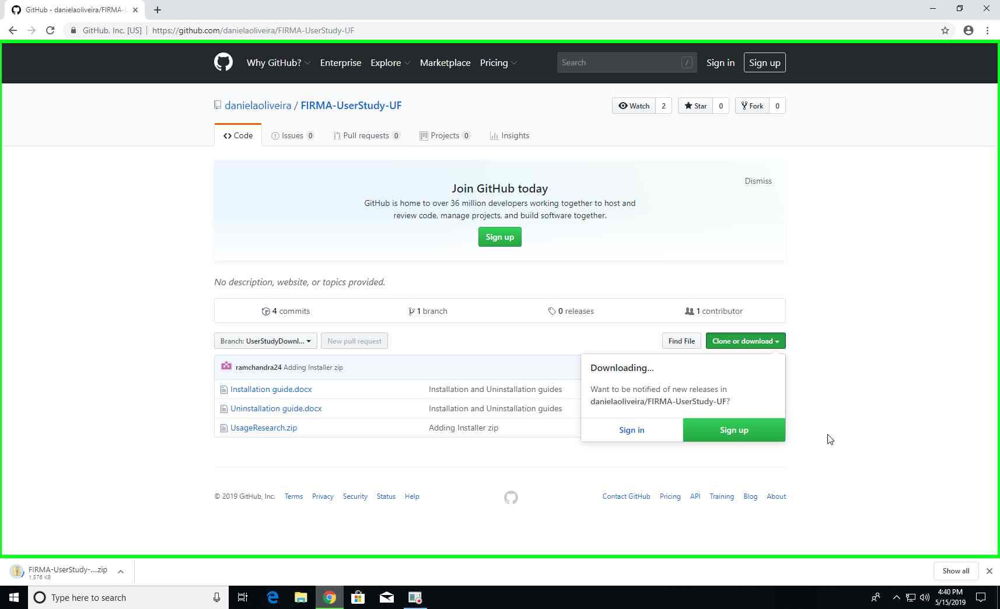 GitHub - danielaoliveira/FIRMA-
GitHub, Inc. [US] | https://github.com/danielaoliveira/FIRMA-UserStudy-UF
Why GitHub? Enterprise Explore Marketplace Pricing Search / Sign in Sign up
danielaoliveira / FIRMA-UserStudy-UF
Watch 2 Star 0 Fork 0
Code Issues 0 Pull requests 0 Projects 0 Insights
Dismiss
Join GitHub today
GitHub is home to over 36 million developers working together to host and
review code, manage projects, and build software together.
Sign up
No description, website, or topics provided.
4 commits 1 branch 0 releases 1 contributor
Branch: UserStudyDownl... New pull request Find File Clone or download
ramchandra24 Adding Installer zip
Installation guide.docx Installation and Uninstallation guides
Uninstallation guide.docx Installation and Uninstallation guides
UsageResearch.zip Adding Installer zip
Downloading...
Want to be notified of new releases in
danielaoliveira/FIRMA-UserStudy-UF?
Sign in Sign up
© 2019 GitHub, Inc. Terms Privacy Security Status Help Contact GitHub Pricing API Training Blog About
FIRMA-UserStudy-....zip
1,576 KB
Show all
Type here to search
4:40 PM
5/15/2019